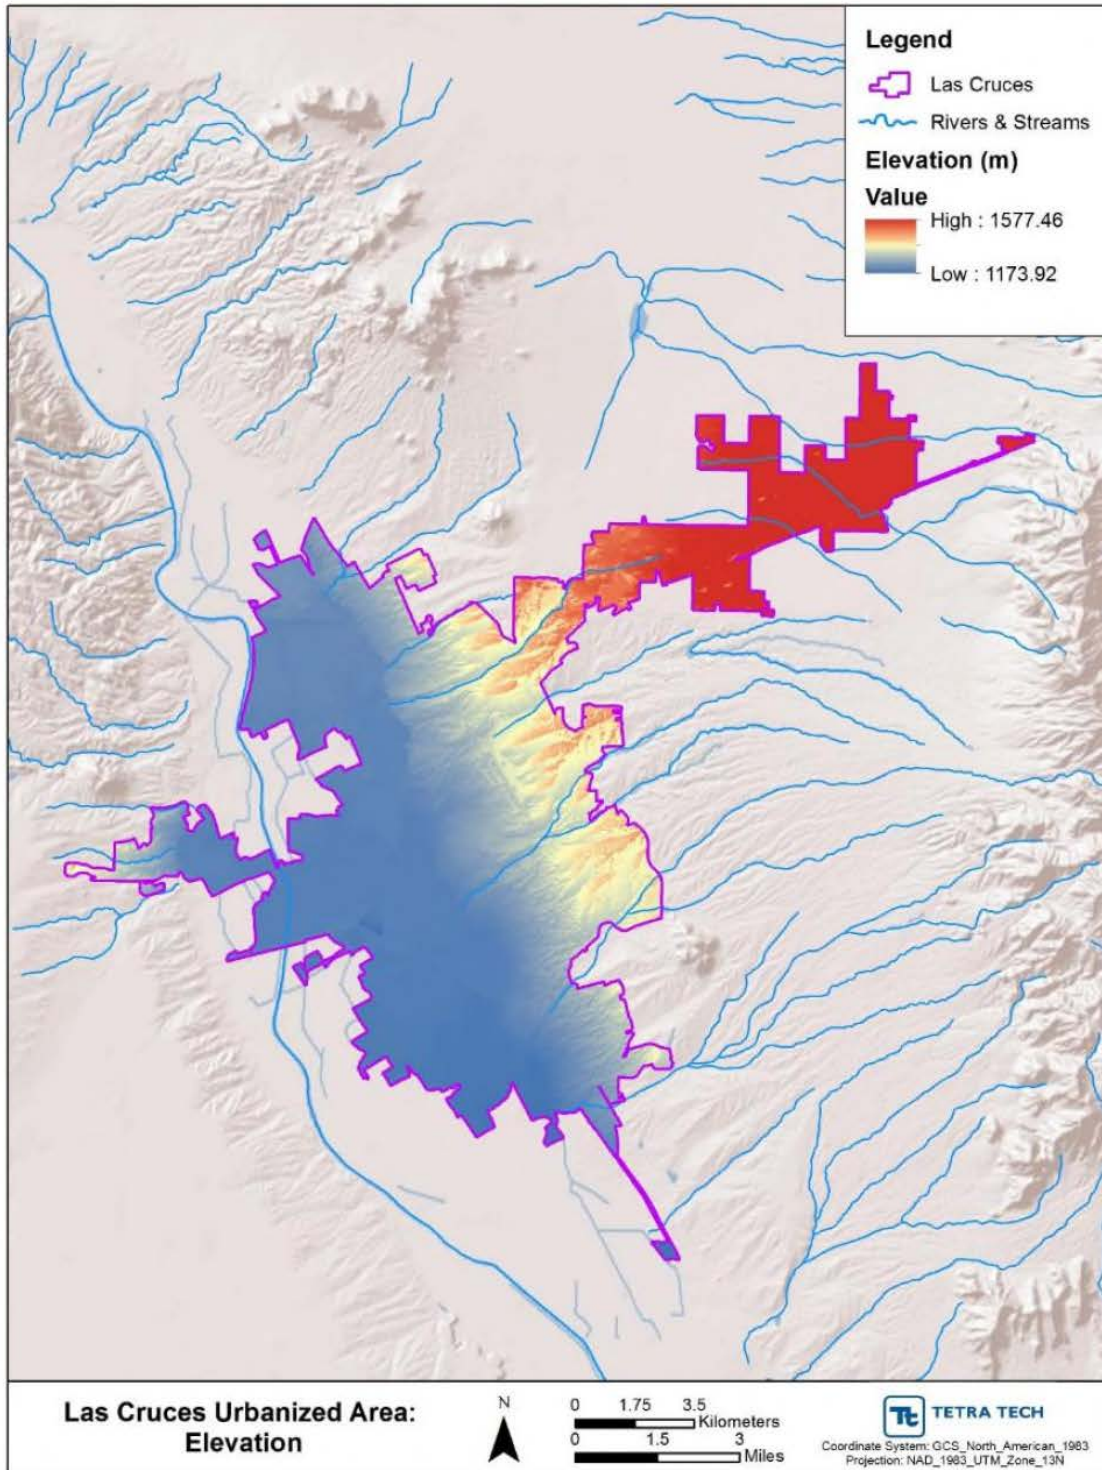 Legend
Las Cruces
Rivers & Streams
Elevation (m)
Value
High : 1577.46
Low : 1173.92
Las Cruces Urbanized Area:
Elevation
N
0 1.75 3.5
Kilometers
0 1.5 3
Miles
Tt TETRA TECH
Coordinate System: GCS_North_American_1983
Projection: NAD_1983_UTM_Zone_13N